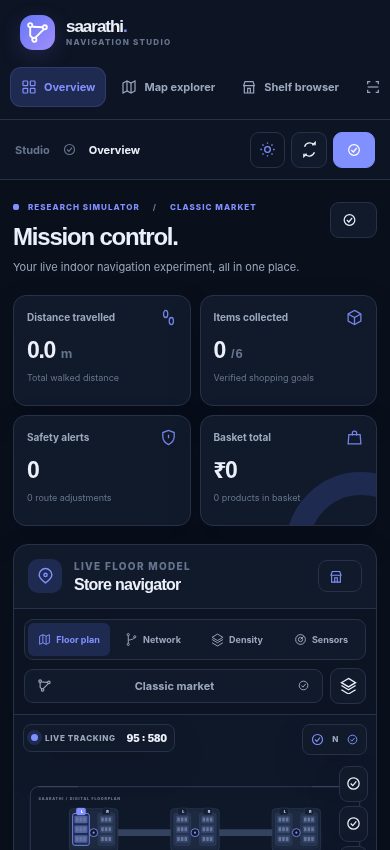 saarathi.
NAVIGATION STUDIO
Overview
Map explorer
Shelf browser
Studio
Overview
RESEARCH SIMULATOR / CLASSIC MARKET
Mission control.
Your live indoor navigation experiment, all in one place.
Distance travelled
0.0 m
Total walked distance
Items collected
0 /6
Verified shopping goals
Safety alerts
0
0 route adjustments
Basket total
₹0
0 products in basket
LIVE FLOOR MODEL
Store navigator
Floor plan
Network
Density
Sensors
Classic market
LIVE TRACKING 95 : 580
N
SAARATHI / DIGITAL FLOORPLAN
L R L R L R